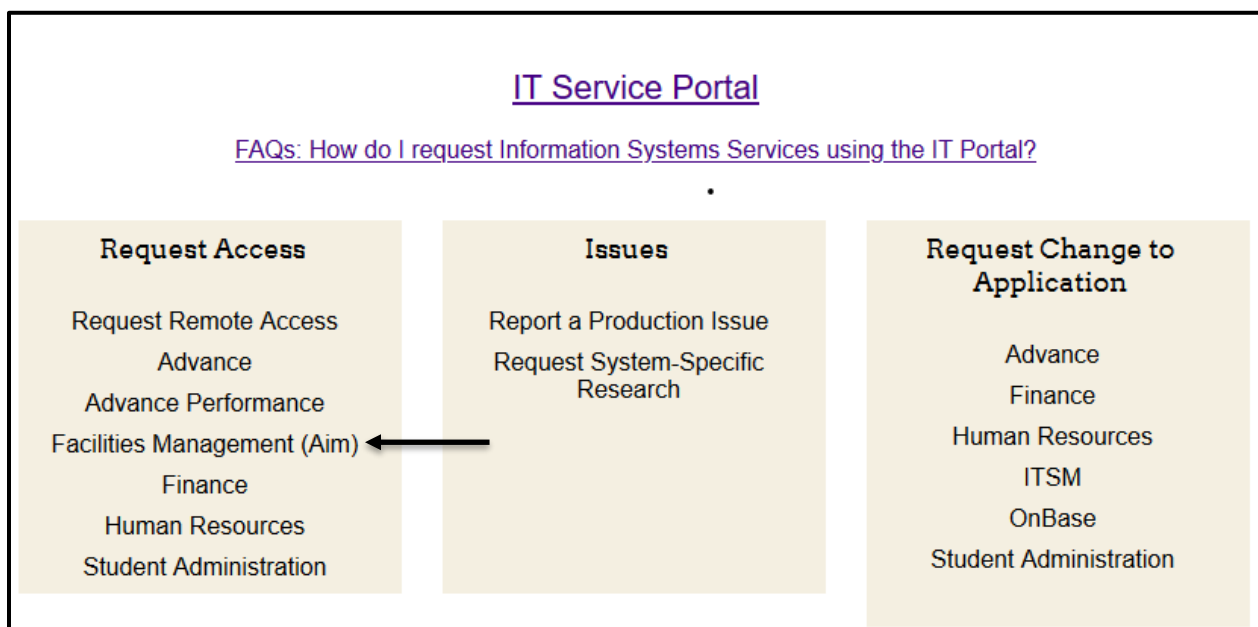 IT Service Portal
FAQs: How do I request Information Systems Services using the IT Portal?
Request Access
Request Remote Access
Advance
Advance Performance
Facilities Management (Aim)
Finance
Human Resources
Student Administration
Issues
Report a Production Issue
Request System-Specific
Research
Request Change to
Application
Advance
Finance
Human Resources
ITSM
OnBase
Student Administration